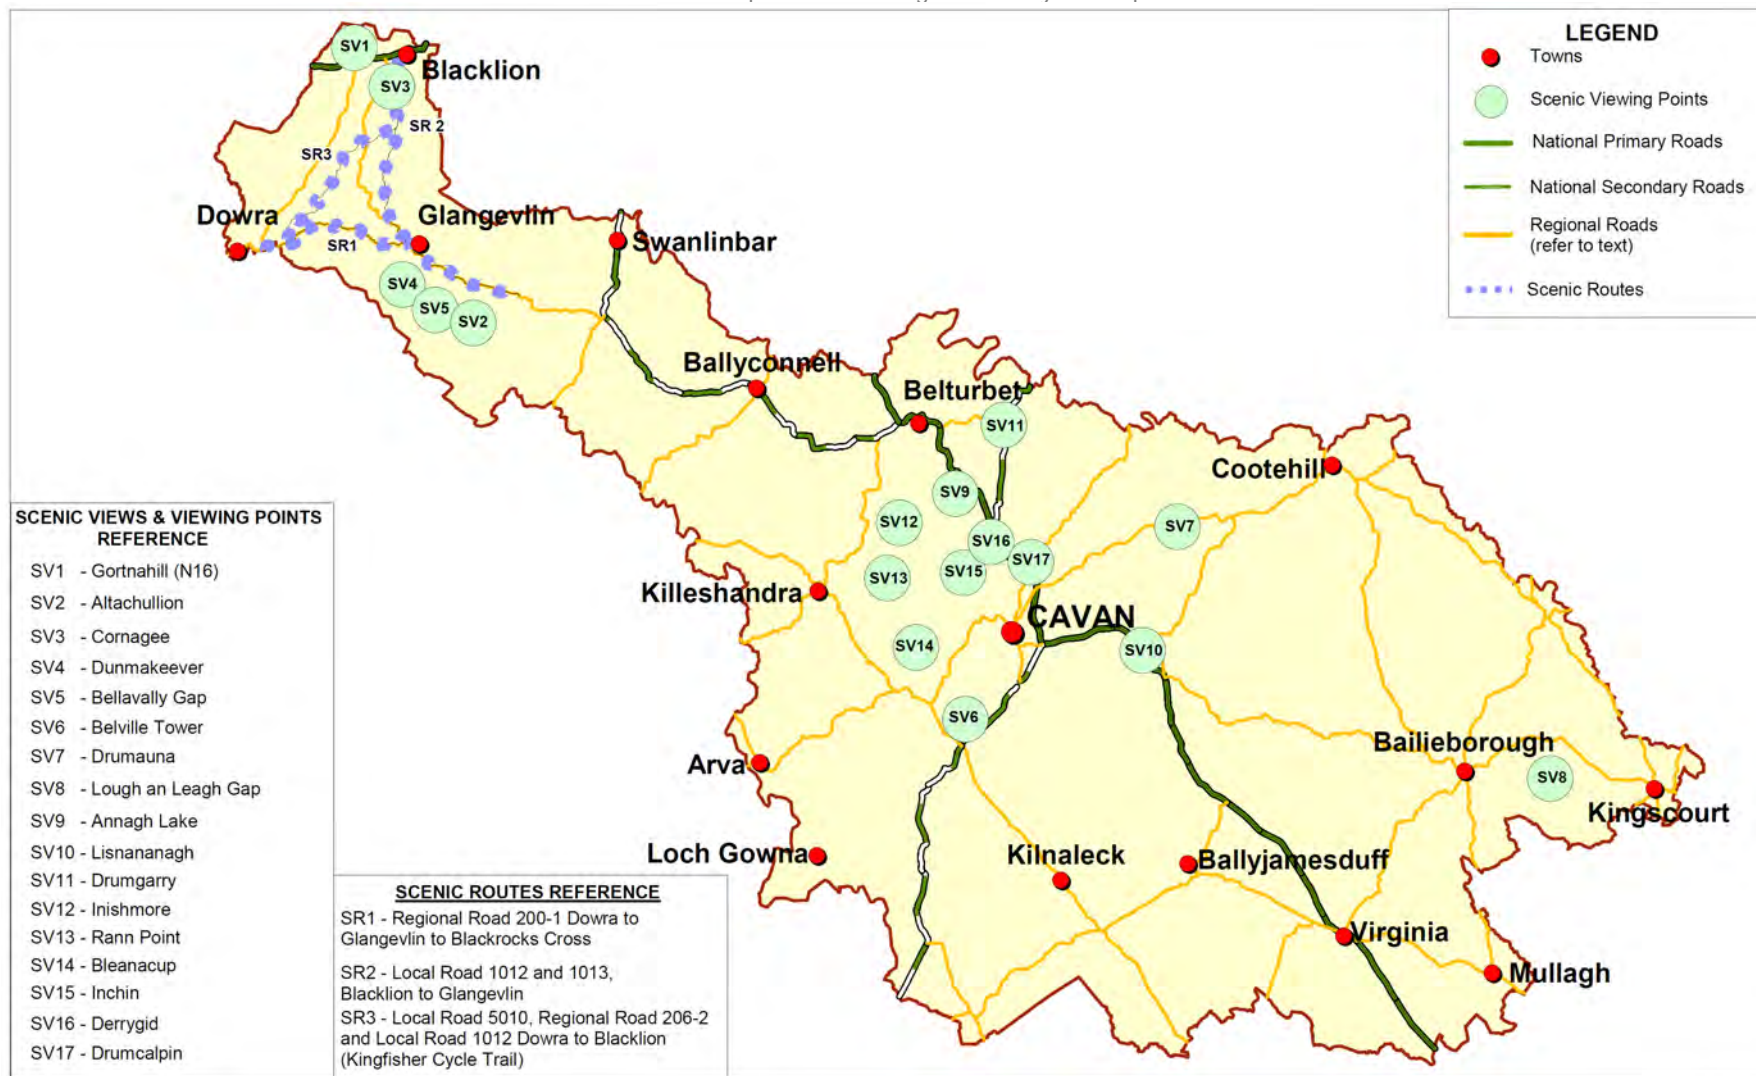 LEGEND
Towns
Scenic Viewing Points
National Primary Roads
National Secondary Roads
Regional Roads
(refer to text)
Scenic Routes
SV1
Blacklion
SV3
SR 2
SR3
Dowra
Glangevlin
SR1
Swanlinbar
SV4
SV5
SV2
Ballyconnell
Belturbet
SV11
Cootehill
SV9
SV12
SV7
SV16
SV17
SV15
SV13
Killeshandra
CAVAN
SV14
SV10
SV6
Bailieborough
Arva
SV8
Kingscourt
Loch Gowna
Kilnaleck
Ballyjamesduff
Virginia
Mullagh
SCENIC VIEWS & VIEWING POINTS
REFERENCE
SV1 - Gortnahill (N16)
SV2 - Altachullion
SV3 - Cornagee
SV4 - Dunmakeever
SV5 - Bellavally Gap
SV6 - Belville Tower
SV7 - Drumauna
SV8 - Lough an Leagh Gap
SV9 - Annagh Lake
SV10 - Lisnananagh
SV11 - Drumgarry
SV12 - Inishmore
SV13 - Rann Point
SV14 - Bleanacup
SV15 - Inchin
SV16 - Derrygid
SV17 - Drumcalpin
SCENIC ROUTES REFERENCE
SR1 - Regional Road 200-1 Dowra to
Glangevlin to Blackrocks Cross
SR2 - Local Road 1012 and 1013,
Blacklion to Glangevlin
SR3 - Local Road 5010, Regional Road 206-2
and Local Road 1012 Dowra to Blacklion
(Kingfisher Cycle Trail)